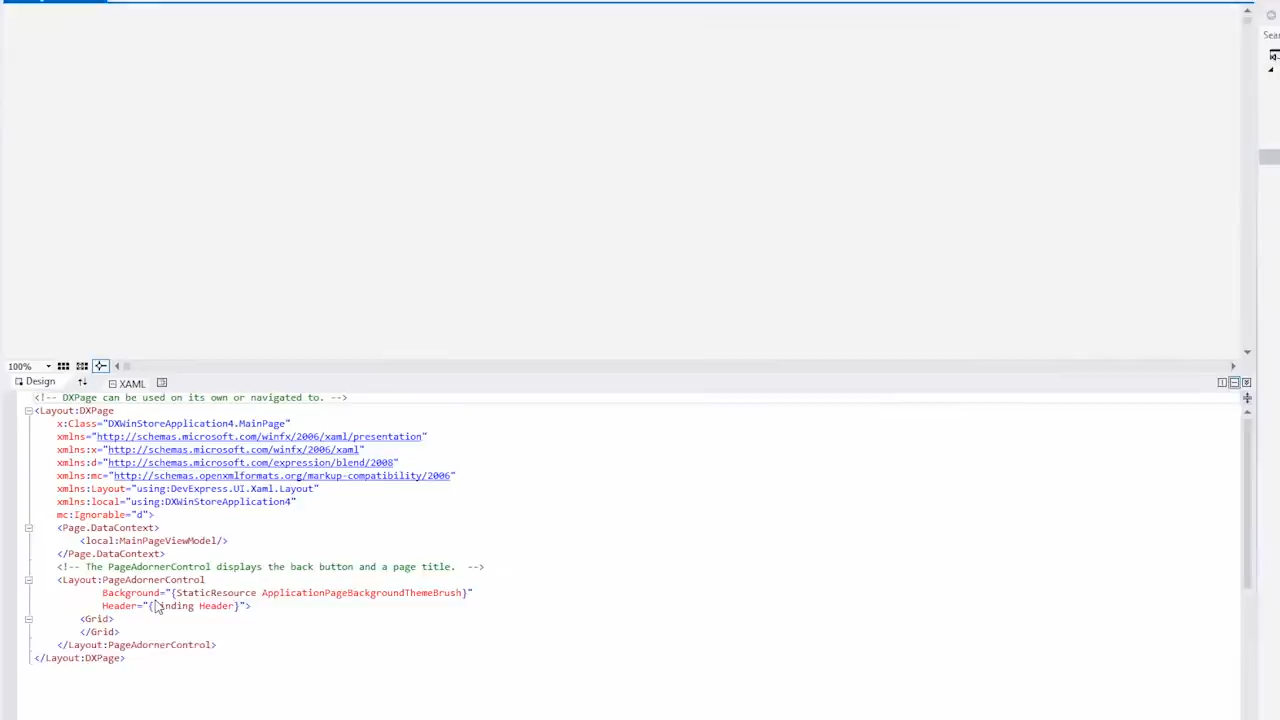 Sear
100%
Design
XAML
<!-- DXPage can be used on its own or navigated to. -->
<Layout:DXPage
x:Class="DXWinStoreApplication4.MainPage"
xmlns="http://schemas.microsoft.com/winfx/2006/xaml/presentation"
xmlns:x="http://schemas.microsoft.com/winfx/2006/xaml"
xmlns:d="http://schemas.microsoft.com/expression/blend/2008"
xmlns:mc="http://schemas.openxmlformats.org/markup-compatibility/2006"
xmlns:Layout="using:DevExpress.UI.Xaml.Layout"
xmlns:local="using:DXWinStoreApplication4"
mc:Ignorable="d">
<Page.DataContext>
<local:MainPageViewModel/>
</Page.DataContext>
<!-- The PageAdornerControl displays the back button and a page title.  -->
<Layout:PageAdornerControl
Background="{StaticResource ApplicationPageBackgroundThemeBrush}"
Header="{Binding Header}">
<Grid>
</Grid>
</Layout:PageAdornerControl>
</Layout:DXPage>